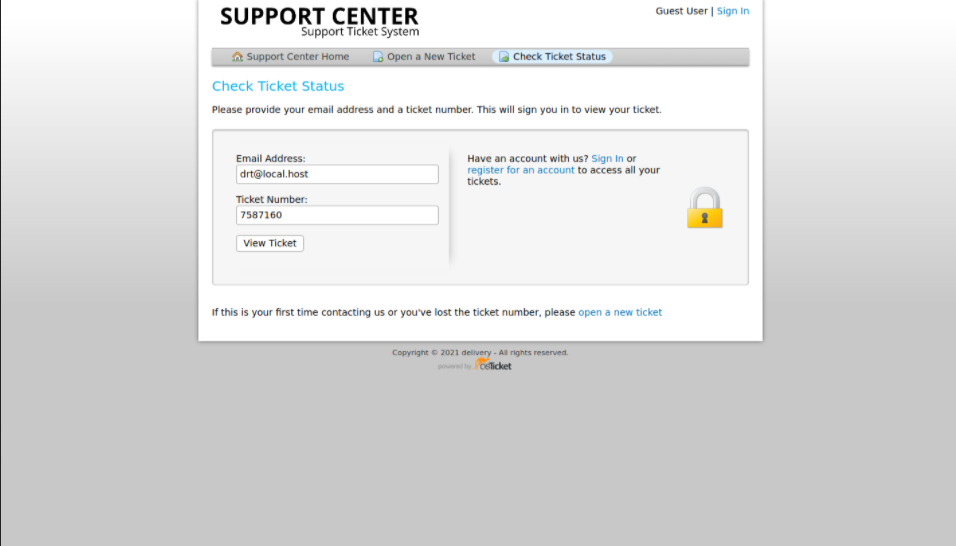 SUPPORT CENTER
Support Ticket System
Guest User | Sign In
Support Center Home
Open a New Ticket
Check Ticket Status
Check Ticket Status
Please provide your email address and a ticket number. This will sign you in to view your ticket.
Email Address:
drt@local.host
Ticket Number:
7587160
View Ticket
Have an account with us? Sign In or
register for an account to access all your
tickets.
If this is your first time contacting us or you've lost the ticket number, please open a new ticket
Copyright © 2021 delivery - All rights reserved.
powered by osTicket